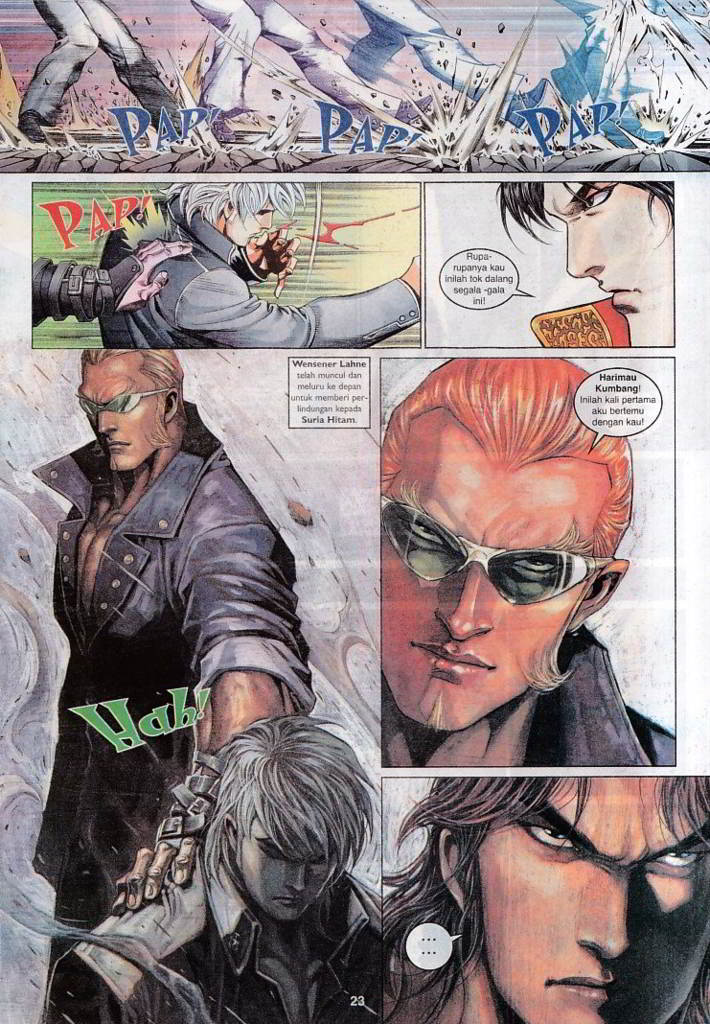 PAP!
PAP!
PAP!
PAP!
Rupa-
rupanya kau
inilah tok dalang
segala -gala
ini!
Wensener Lahne
telah muncul dan
meluru ke depan
untuk memberi per-
lindungan kepada
Suria Hitam.
Harimau
Kumbang!
Inilah kali pertama
aku bertemu
dengan kau!
Hah!
...
...
23